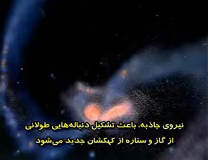 نیروی جاذبه، باعث تشکیل دنباله‌هایی طولانی
از گاز و ستاره از کهکشان جدید می‌شود